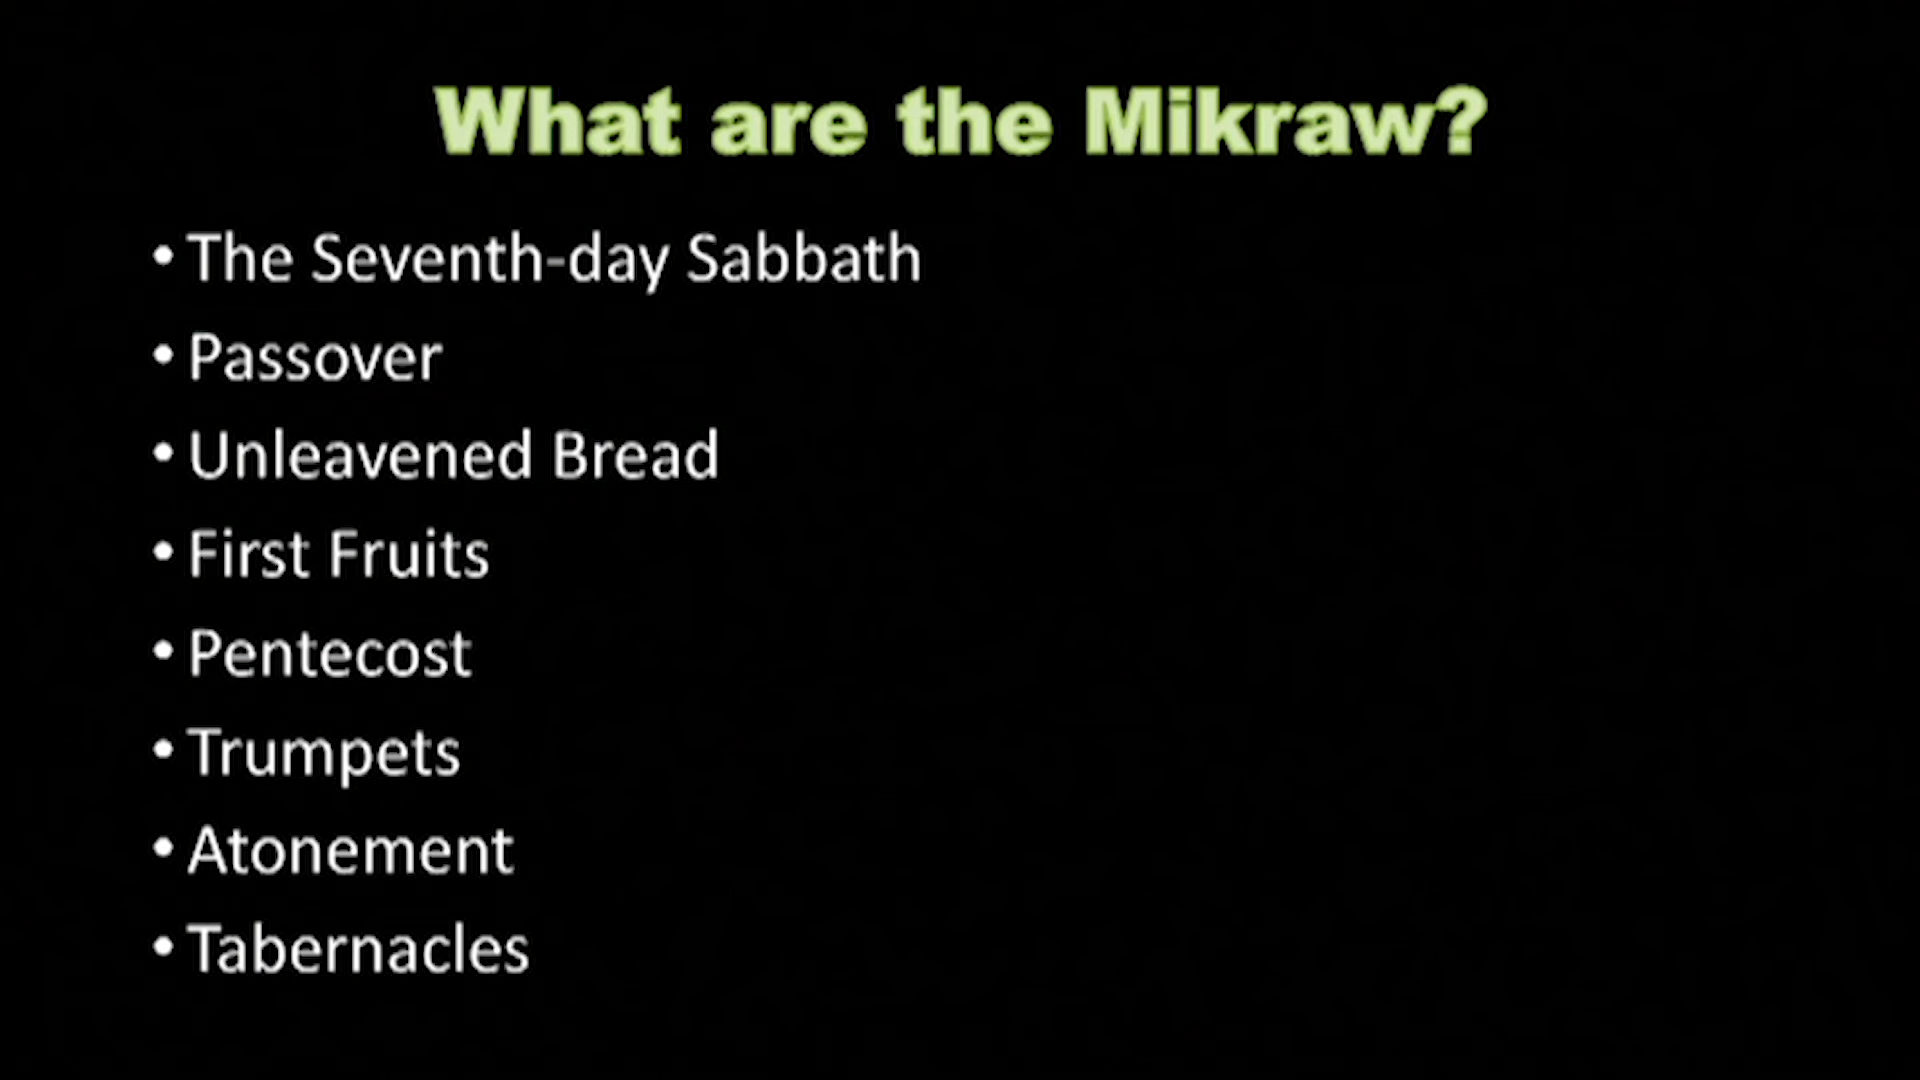 What are the Mikraw?
• The Seventh-day Sabbath
• Passover
• Unleavened Bread
• First Fruits
• Pentecost
• Trumpets
• Atonement
• Tabernacles